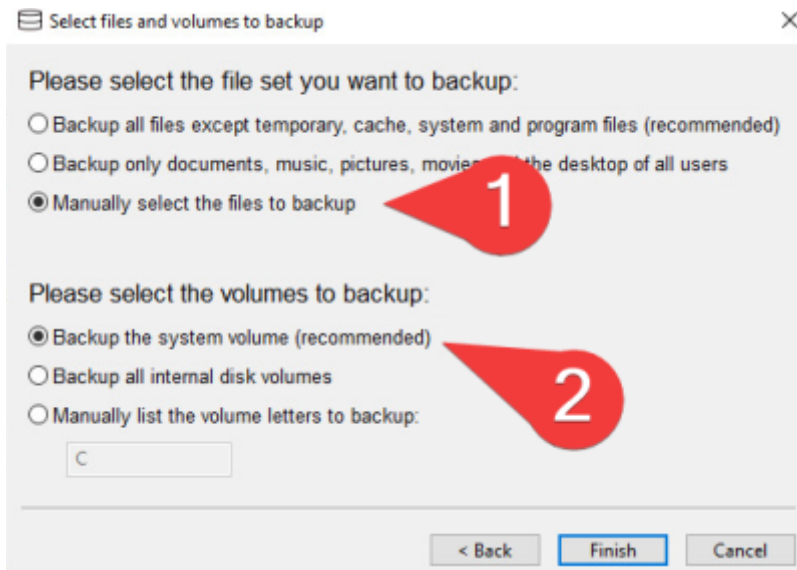 Select files and volumes to backup
Please select the file set you want to backup:
Backup all files except temporary, cache, system and program files (recommended)
Backup only documents, music, pictures, movies the desktop of all users
Manually select the files to backup
1
Please select the volumes to backup:
Backup the system volume (recommended)
Backup all internal disk volumes
2
Manually list the volume letters to backup:
C
< Back Finish Cancel